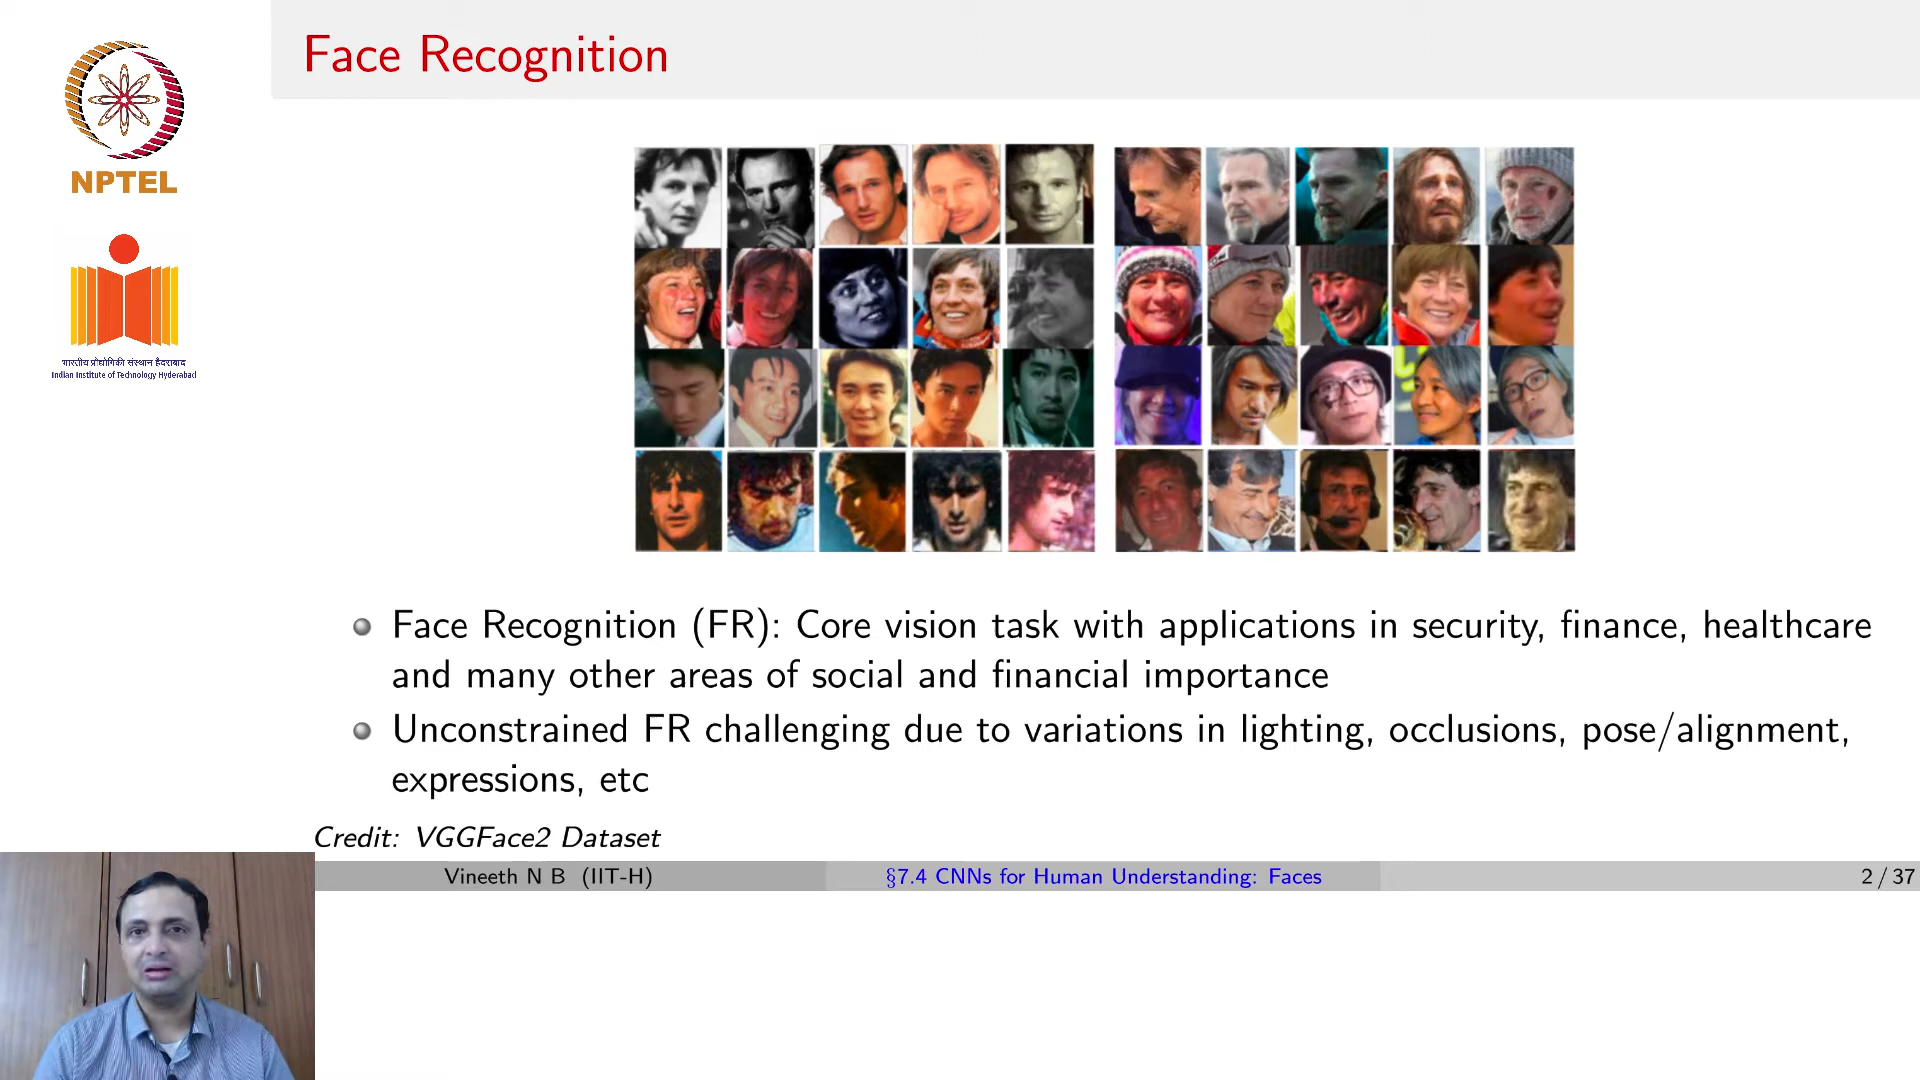 Face Recognition
NPTEL
भारतीय प्रौद्योगिकी संस्थान हैदराबाद
Indian Institute of Technology Hyderabad
Face Recognition (FR): Core vision task with applications in security, finance, healthcare
and many other areas of social and financial importance
Unconstrained FR challenging due to variations in lighting, occlusions, pose/alignment,
expressions, etc
Credit: VGGFace2 Dataset
Vineeth N B (IIT-H)
§7.4 CNNs for Human Understanding: Faces
2 / 37